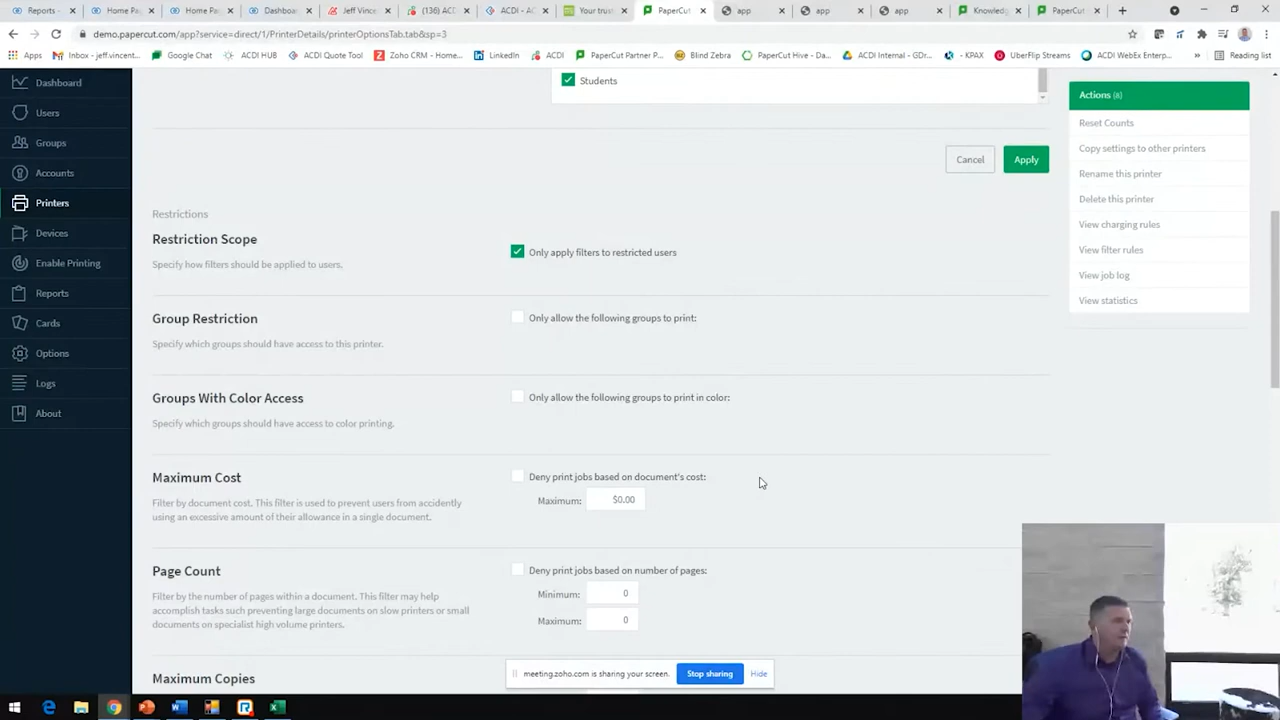 Reports -
Home Pa
Home Pag
Dashboa
Jeff Vince
(136) AC
ACDI - AC
Your trust
PaperCut
app
app
app
Knowledg
PaperCut
demo.papercut.com/app?service=direct/1/PrinterDetails/printerOptionsTab.tab&sp=3
Apps
Inbox - jeff.vincent...
Google Chat
ACDI HUB
ACDI Quote Tool
Zoho CRM - Home...
LinkedIn
ACDI
PaperCut Partner P...
Blind Zebra
PaperCut Hive - Da...
ACDI Internal - GDr...
- KPAX
UberFlip Streams
ACDI WebEx Enterp...
»
Reading list
Dashboard
Users
Groups
Accounts
Printers
Devices
Enable Printing
Reports
Cards
Options
Logs
About
Students
Cancel
Apply
Restrictions
Restriction Scope
Specify how filters should be applied to users.
Only apply filters to restricted users
Group Restriction
Specify which groups should have access to this printer.
Only allow the following groups to print:
Groups With Color Access
Specify which groups should have access to color printing.
Only allow the following groups to print in color:
Maximum Cost
Filter by document cost. This filter is used to prevent users from accidently
using an excessive amount of their allowance in a single document.
Deny print jobs based on document's cost:
Maximum: $0.00
Page Count
Filter by the number of pages within a document. This filter may help
accomplish tasks such preventing large documents on slow printers or small
documents on specialist high volume printers.
Deny print jobs based on number of pages:
Minimum: 0
Maximum: 0
Maximum Copies
Actions (8)
Reset Counts
Copy settings to other printers
Rename this printer
Delete this printer
View charging rules
View filter rules
View job log
View statistics
meeting.zoho.com is sharing your screen.
Stop sharing
Hide